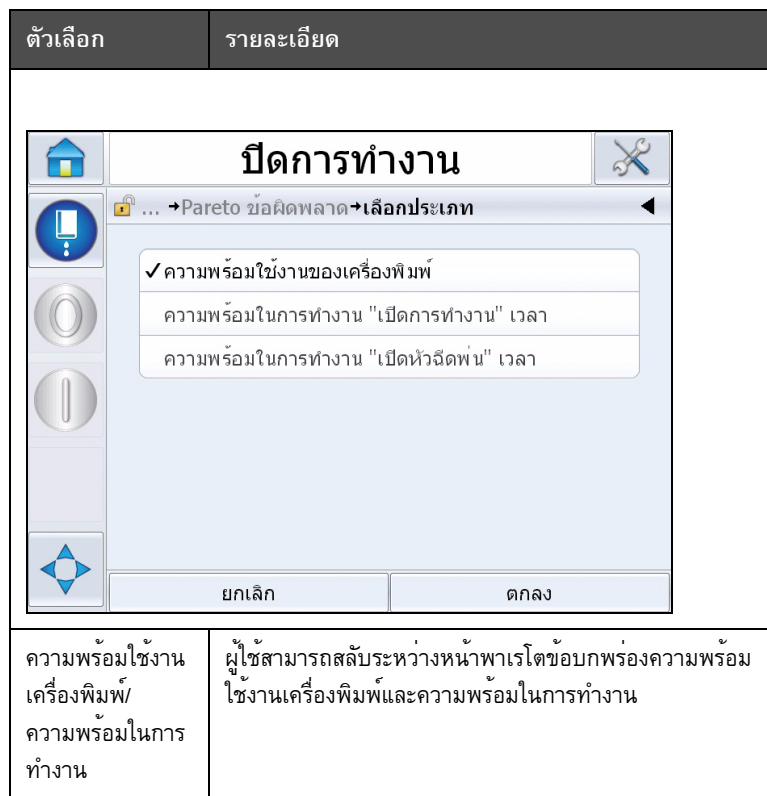 ตัวเลือก รายละเอียด
ปิดการทำงาน
... →Pareto ข้อผิดพลาด→เลือกประเภท
✓ความพร้อมใช้งานของเครื่องพิมพ์
ความพร้อมในการทำงาน "เปิดการทำงาน" เวลา
ความพร้อมในการทำงาน "เปิดหัวฉีดพ่น" เวลา
ยกเลิก ตกลง
ความพร้อมใช้งาน
เครื่องพิมพ์/
ความพร้อมในการ
ทำงาน
ผู้ใช้สามารถสลับระหว่างหน้าพาเรโตข้อบกพร่องความพร้อม
ใช้งานเครื่องพิมพ์และความพร้อมในการทำงาน